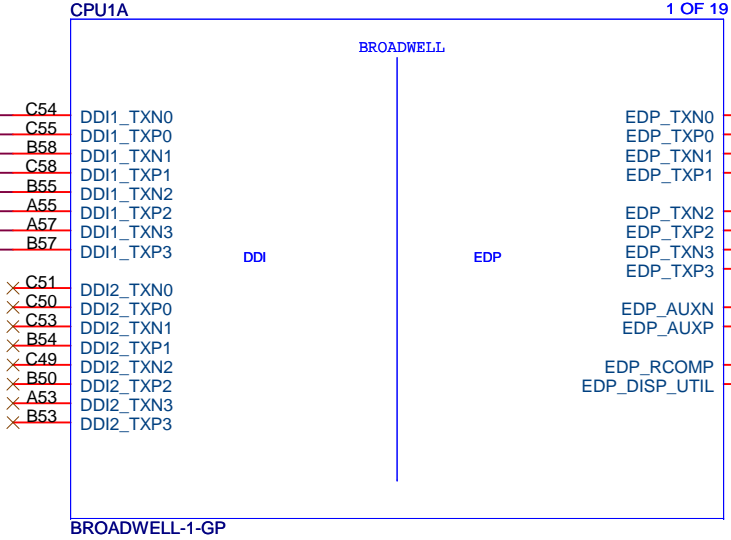 CPU1A 1 OF 19
BROADWELL
C54 DDI1_TXN0 EDP_TXN0
C55 DDI1_TXP0 EDP_TXP0
B58 DDI1_TXN1 EDP_TXN1
C58 DDI1_TXP1 EDP_TXP1
B55 DDI1_TXN2
A55 DDI1_TXP2 EDP_TXN2
A57 DDI1_TXN3 EDP_TXP2
B57 DDI1_TXP3 EDP_TXN3
DDI EDP
EDP_TXP3
C51 DDI2_TXN0
C50 DDI2_TXP0 EDP_AUXN
C53 DDI2_TXN1 EDP_AUXP
B54 DDI2_TXP1
C49 DDI2_TXN2 EDP_RCOMP
B50 DDI2_TXP2 EDP_DISP_UTIL
A53 DDI2_TXN3
B53 DDI2_TXP3
BROADWELL-1-GP